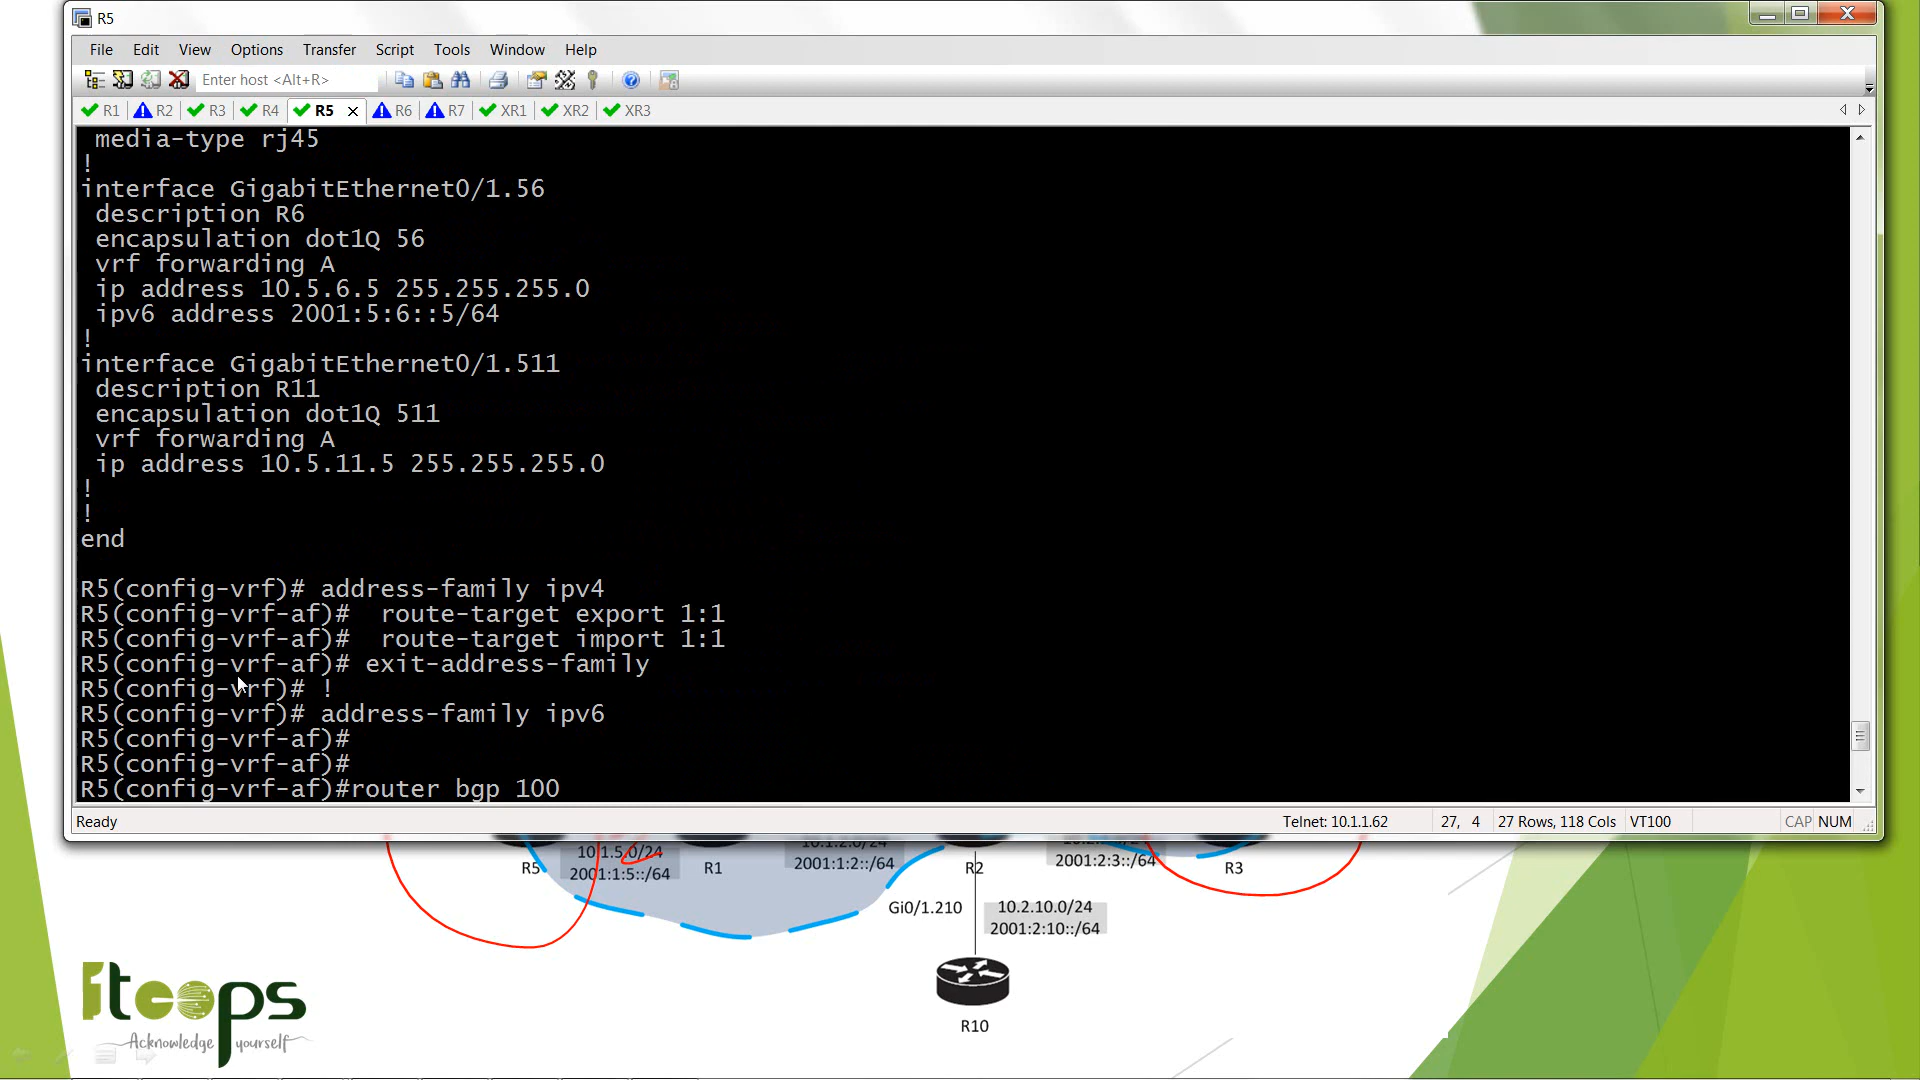 R5
File Edit View Options Transfer Script Tools Window Help
Enter host <Alt+R>
R1 R2 R3 R4 R5 R6 R7 XR1 XR2 XR3
media-type rj45
!
interface GigabitEthernet0/1.56
description R6
encapsulation dot1Q 56
vrf forwarding A
ip address 10.5.6.5 255.255.255.0
ipv6 address 2001:5:6::5/64
!
interface GigabitEthernet0/1.511
description R11
encapsulation dot1Q 511
vrf forwarding A
ip address 10.5.11.5 255.255.255.0
!
!
end
R5(config-vrf)# address-family ipv4
R5(config-vrf-af)#  route-target export 1:1
R5(config-vrf-af)#  route-target import 1:1
R5(config-vrf-af)# exit-address-family
R5(config-vrf)# !
R5(config-vrf)# address-family ipv6
R5(config-vrf-af)#
R5(config-vrf-af)#
R5(config-vrf-af)#router bgp 100
Ready Telnet: 10.1.1.62 27, 4 27 Rows, 118 Cols VT100 CAP NUM
10.1.5.0/24 10.1.2.0/24
R5 2001:1:5::/64 R1 2001:1:2::/64 R2 2001:2:3::/64 R3
Gi0/1.210 10.2.10.0/24
2001:2:10::/64
R10
itoops
Acknowledge yourself